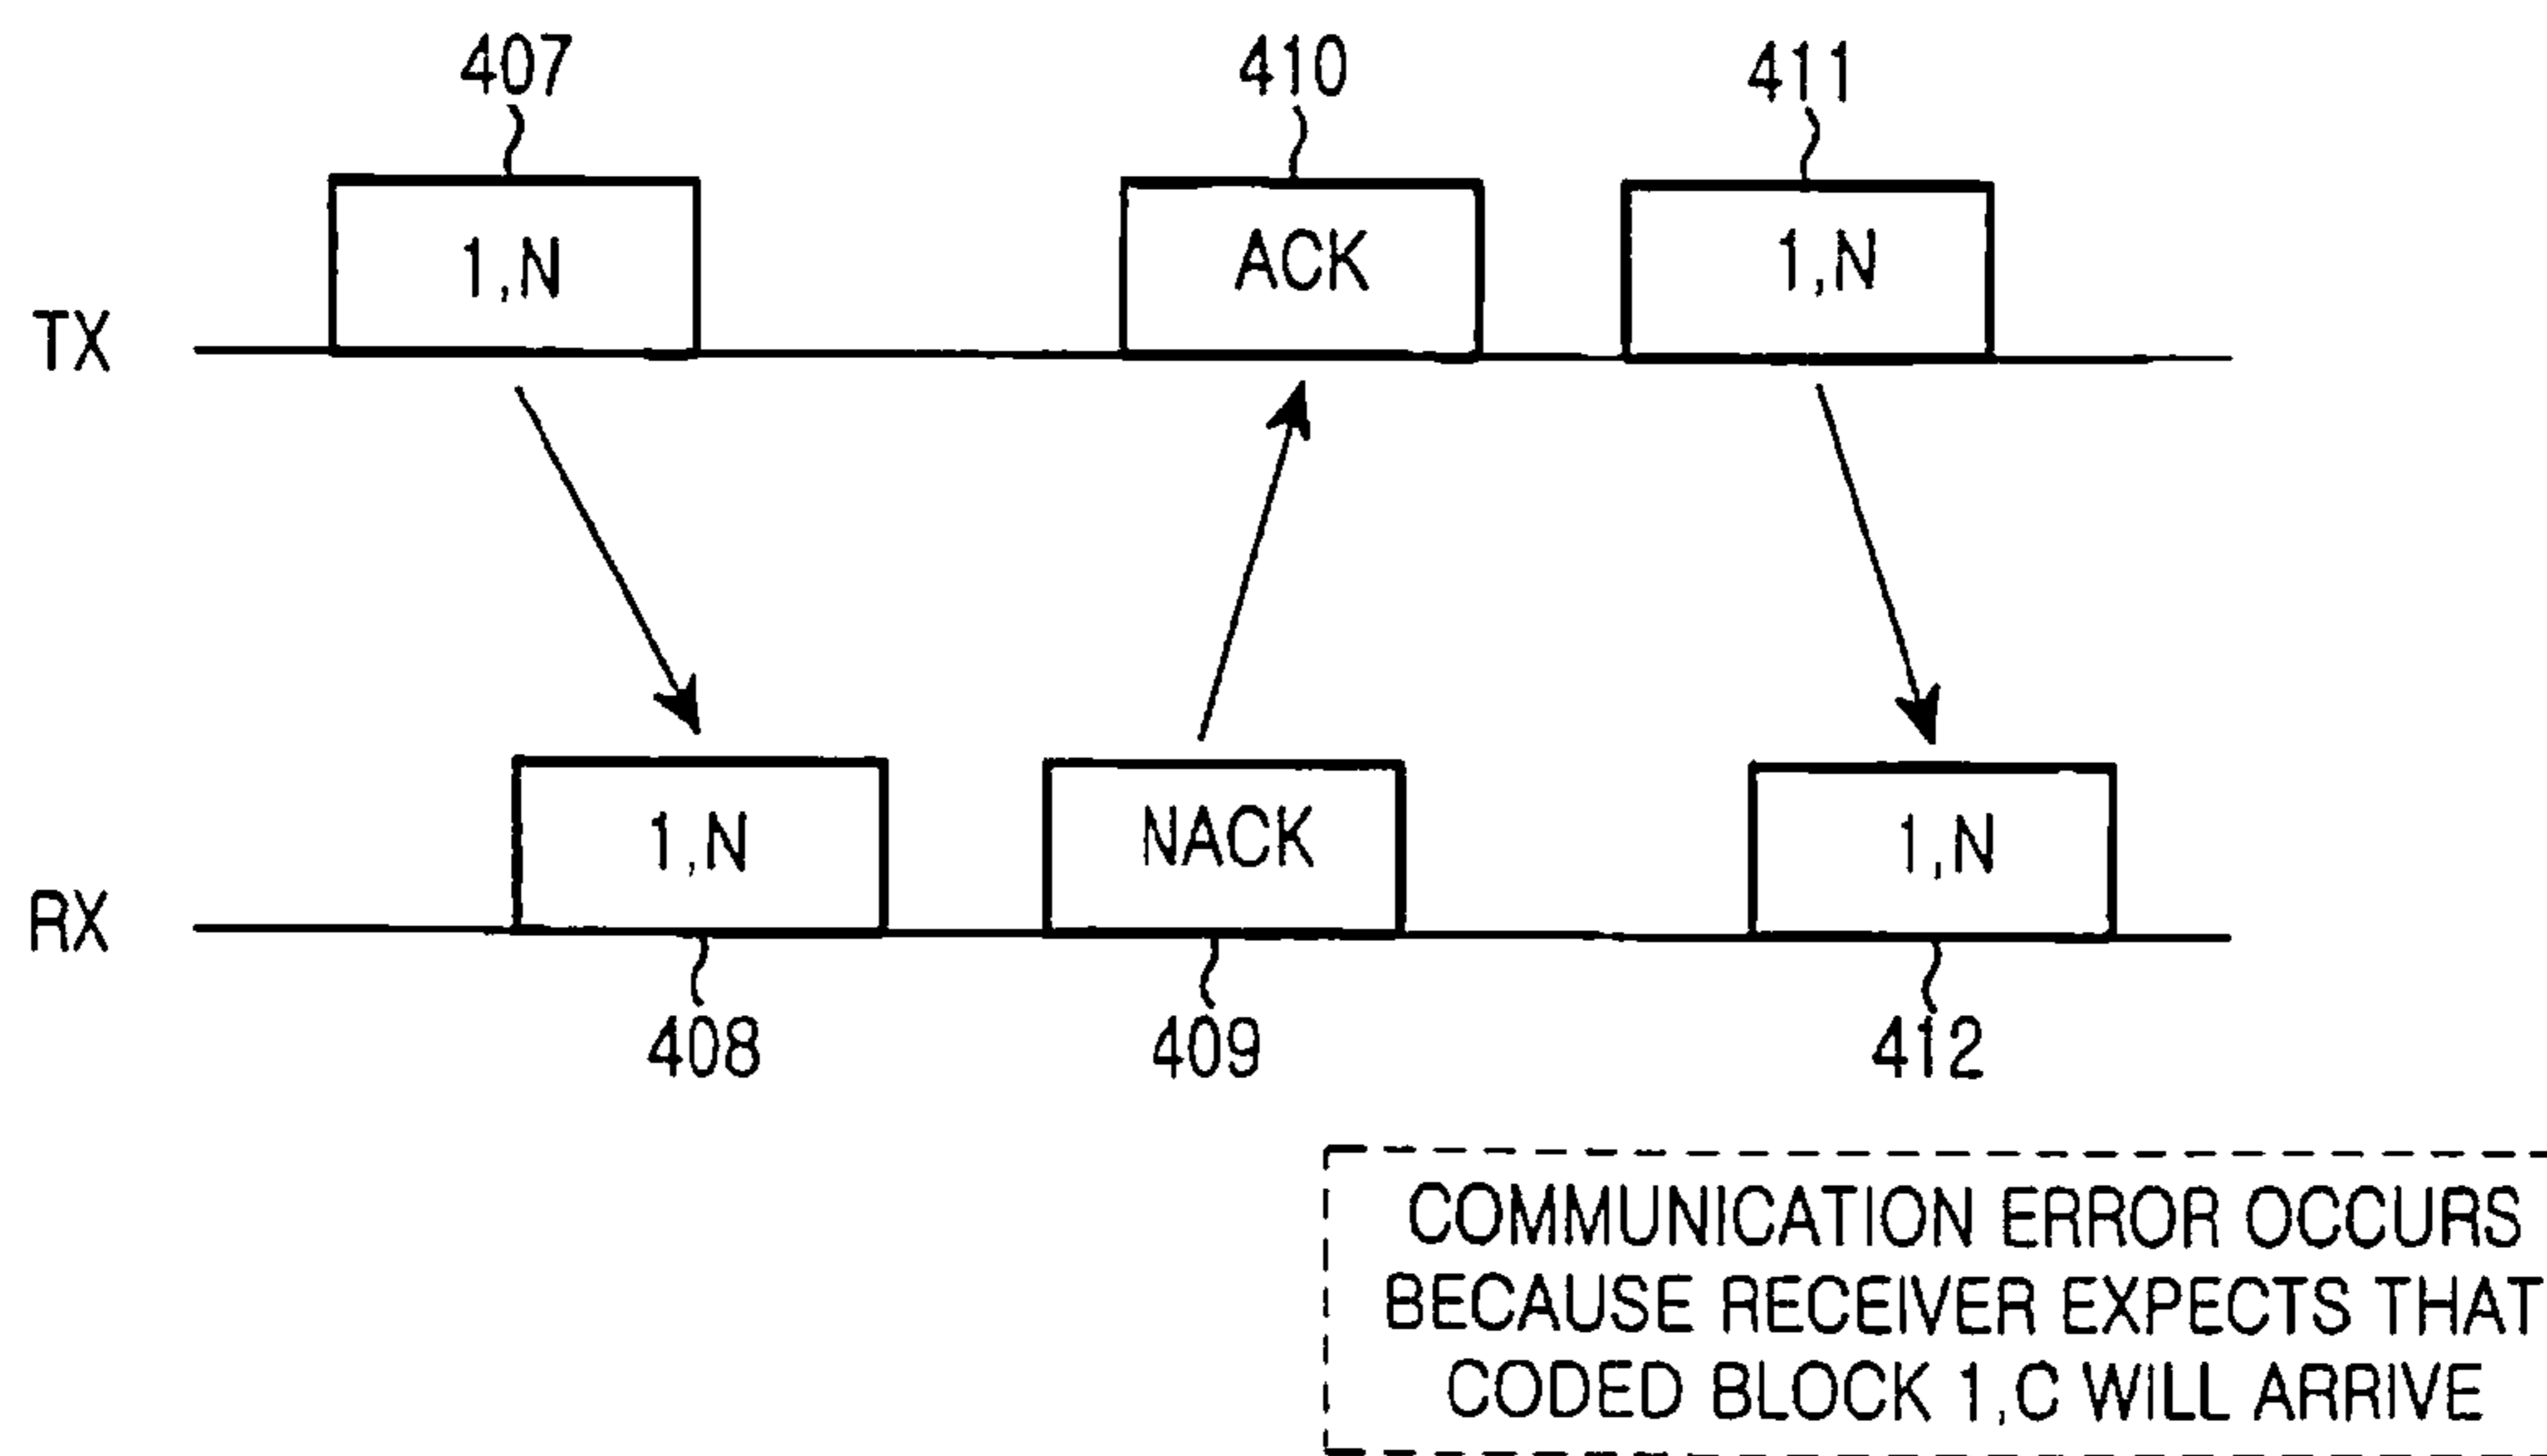 407 410 411
1,N ACK 1,N
TX
1,N NACK 1,N
RX
408 409 412
COMMUNICATION ERROR OCCURS
BECAUSE RECEIVER EXPECTS THAT
CODED BLOCK 1,C WILL ARRIVE